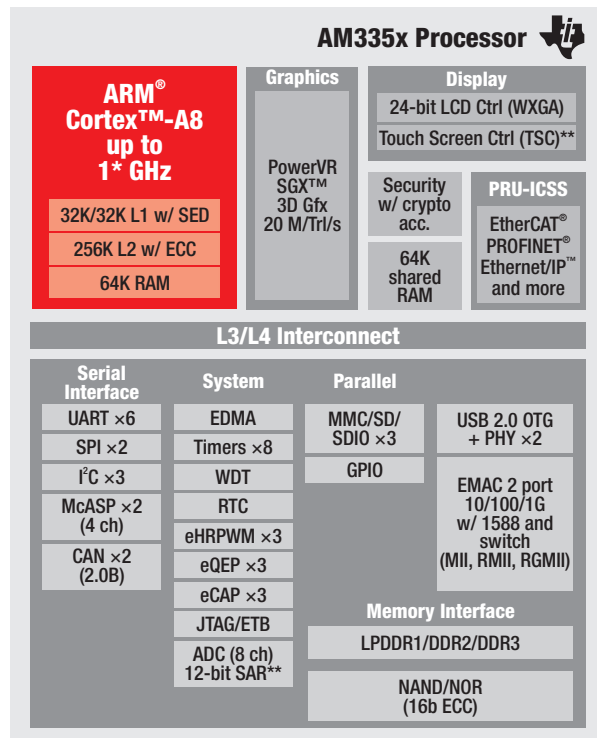 AM335x Processor
ARM®
Cortex™-A8
up to
1* GHz
32K/32K L1 w/ SED
256K L2 w/ ECC
64K RAM
Graphics
PowerVR
SGX™
3D Gfx
20 M/Trl/s
Display
24-bit LCD Ctrl (WXGA)
Touch Screen Ctrl (TSC)**
Security
w/ crypto
acc.
64K
shared
RAM
PRU-ICSS
EtherCAT®
PROFINET®
Ethernet/IP™
and more
L3/L4 Interconnect
Serial
Interface
UART ×6
SPI ×2
I²C ×3
McASP ×2
(4 ch)
CAN ×2
(2.0B)
System
EDMA
Timers ×8
WDT
RTC
eHRPWM ×3
eQEP ×3
eCAP ×3
JTAG/ETB
ADC (8 ch)
12-bit SAR**
Parallel
MMC/SD/
SDIO ×3
GPIO
USB 2.0 OTG
+ PHY ×2
EMAC 2 port
10/100/1G
w/ 1588 and
switch
(MII, RMII, RGMII)
Memory Interface
LPDDR1/DDR2/DDR3
NAND/NOR
(16b ECC)